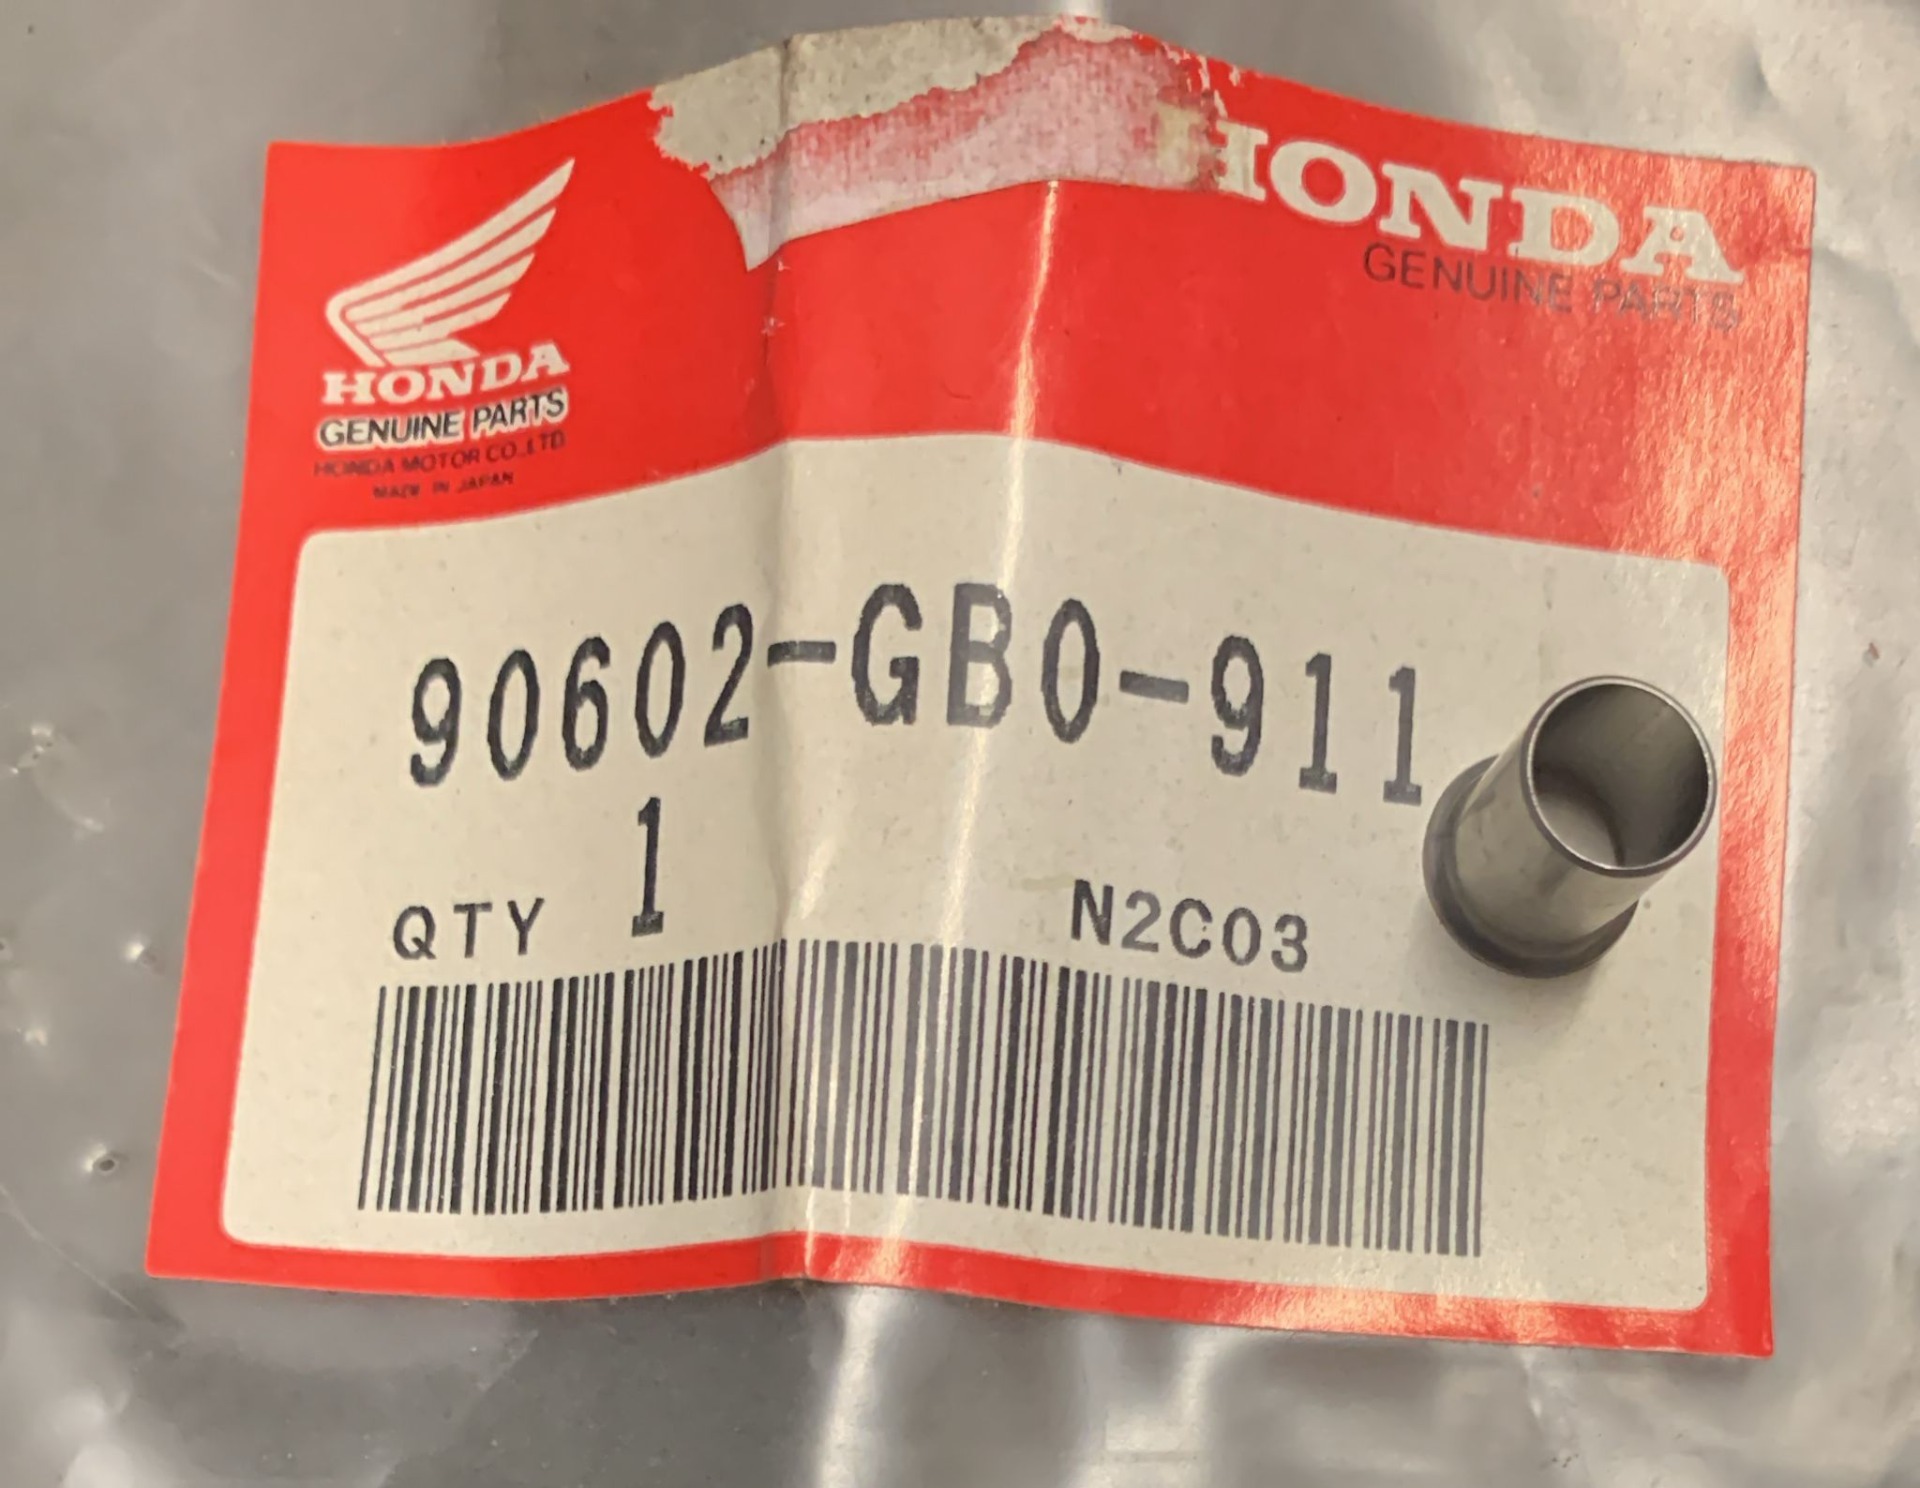 HONDA
GENUINE PARTS
HONDA
GENUINE PARTS
HONDA MOTOR CO.,LTD
MADE IN JAPAN
90602-GB0-911
QTY 1
N2C03